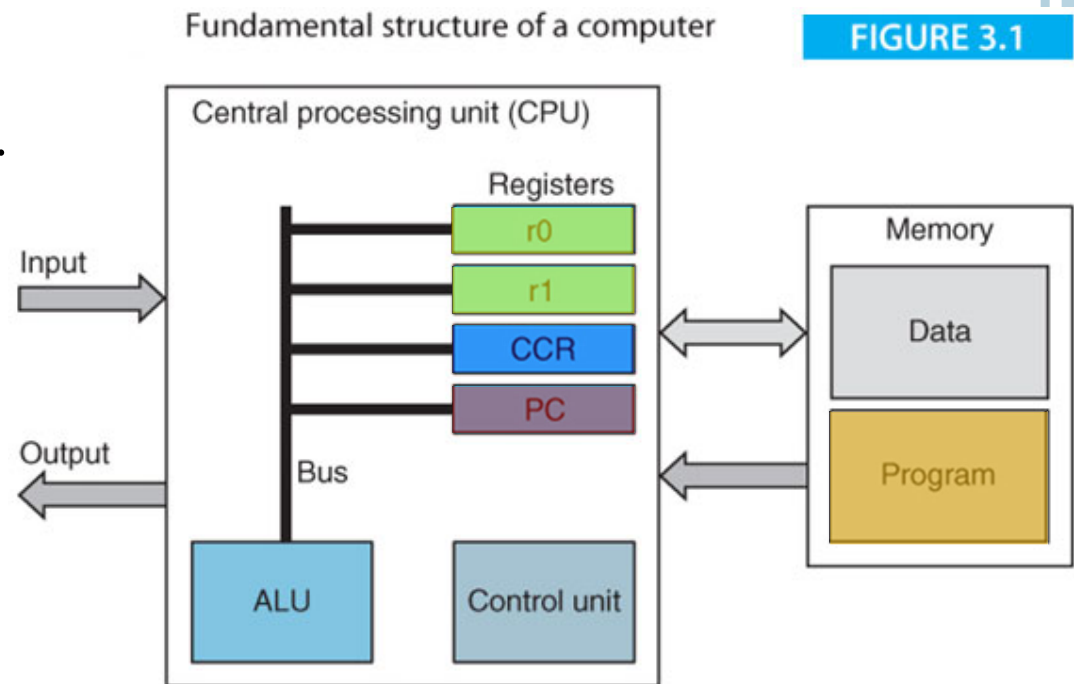 Fundamental structure of a computer
FIGURE 3.1
Central processing unit (CPU)
Registers
r0
r1
CCR
PC
Bus
ALU
Control unit
Input
Output
Memory
Data
Program